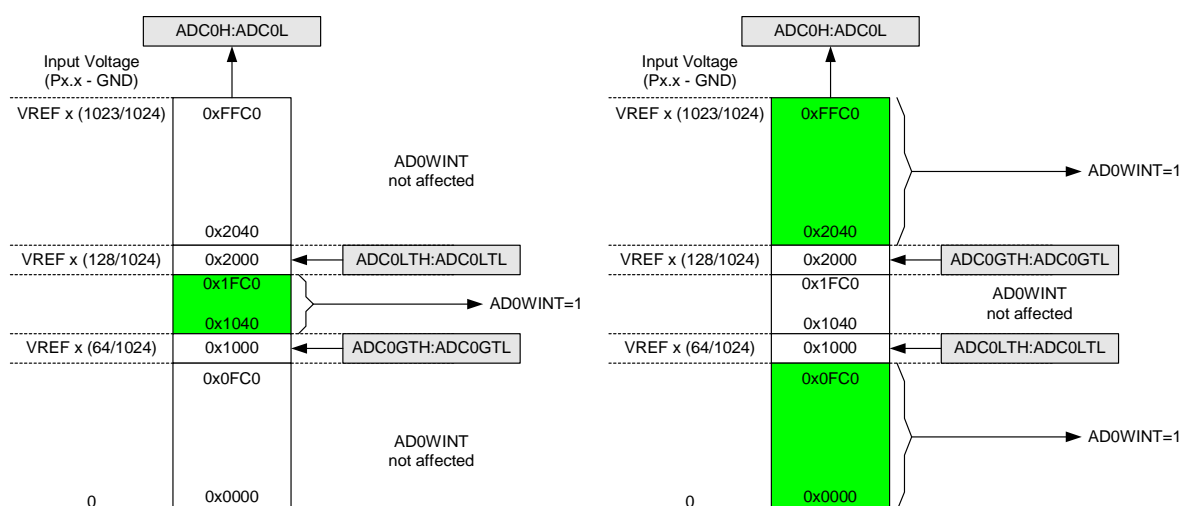 ADC0H:ADC0L
Input Voltage
(Px.x - GND)
VREF x (1023/1024)
0xFFC0
AD0WINT
not affected
0x2040
VREF x (128/1024)
0x2000
ADC0LTH:ADC0LTL
0x1FC0
AD0WINT=1
0x1040
VREF x (64/1024)
0x1000
ADC0GTH:ADC0GTL
0x0FC0
AD0WINT
not affected
0
0x0000
ADC0H:ADC0L
Input Voltage
(Px.x - GND)
VREF x (1023/1024)
0xFFC0
AD0WINT=1
0x2040
VREF x (128/1024)
0x2000
ADC0GTH:ADC0GTL
0x1FC0
AD0WINT
not affected
0x1040
VREF x (64/1024)
0x1000
ADC0LTH:ADC0LTL
0x0FC0
AD0WINT=1
0
0x0000